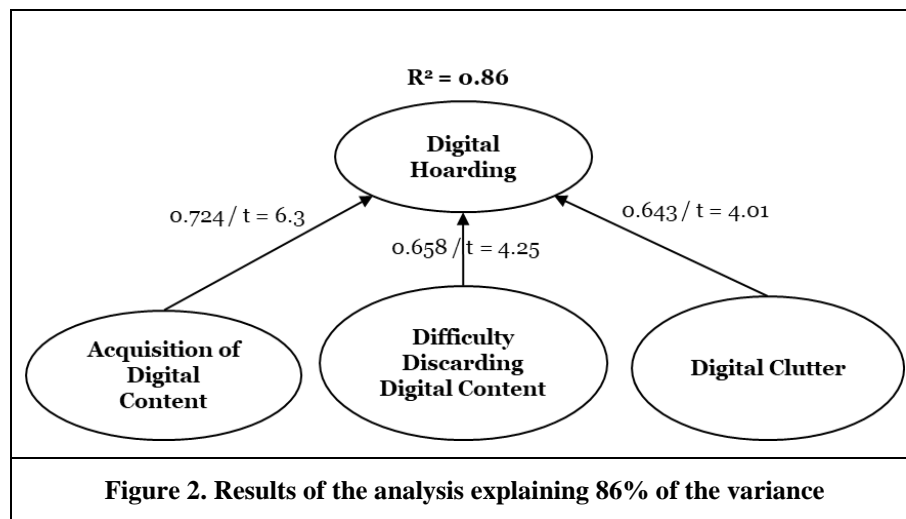 R² = 0.86
Digital
Hoarding
0.724 / t = 6.3
0.658 / t = 4.25
0.643 / t = 4.01
Acquisition of
Digital
Content
Difficulty
Discarding
Digital Content
Digital Clutter
Figure 2. Results of the analysis explaining 86% of the variance